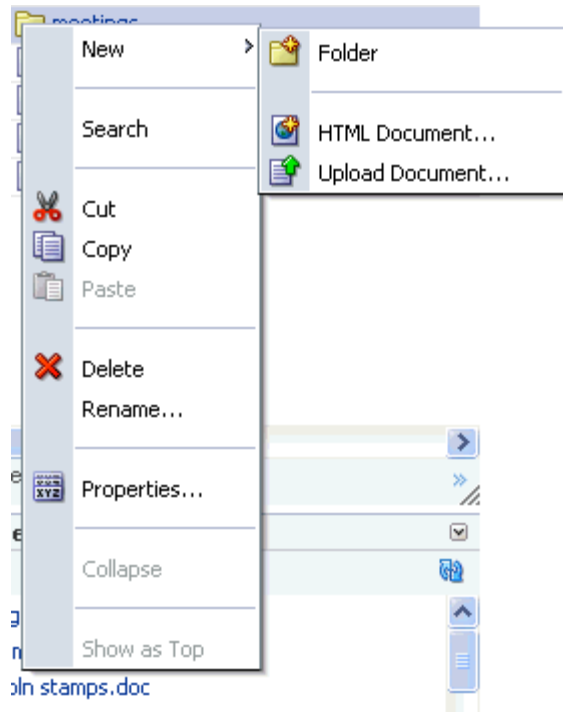 meetings
New
Folder
Search
HTML Document...
Upload Document...
Cut
Copy
Paste
Delete
Rename...
Properties...
Collapse
Show as Top
stamps.doc